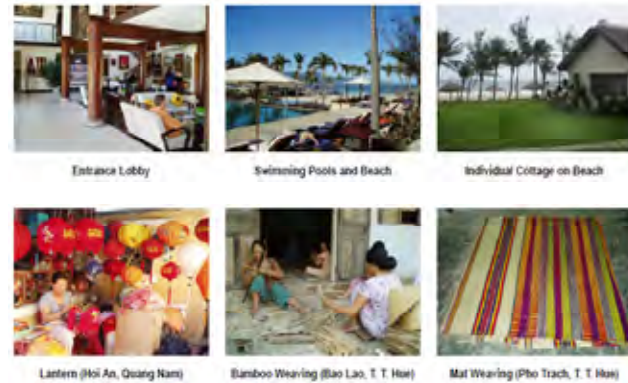 Entrance Lobby
Swimming Pools and Beach
Individual Cottage on Beach
Lantern (Hoi An, Quang Nam)
Bamboo Weaving (Bao Lao, T. T. Hue)
Mat Weaving (Pho Trach, T. T. Hue)